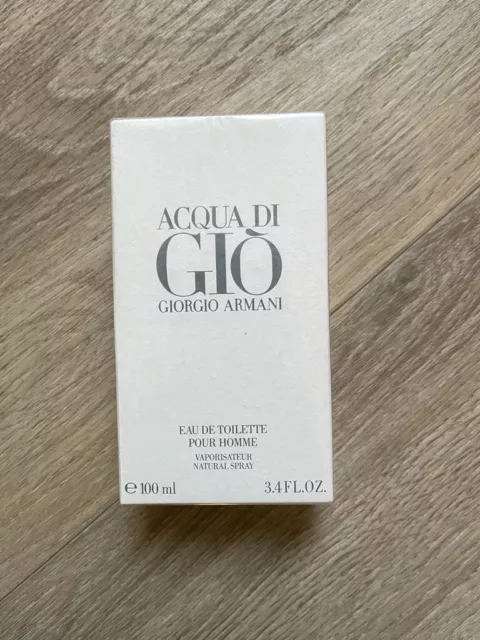 ACQUA DI
GIÒ
GIORGIO ARMANI
EAU DE TOILETTE
POUR HOMME
VAPORISATEUR
NATURAL SPRAY
℮ 100 ml 3.4 FL.OZ.